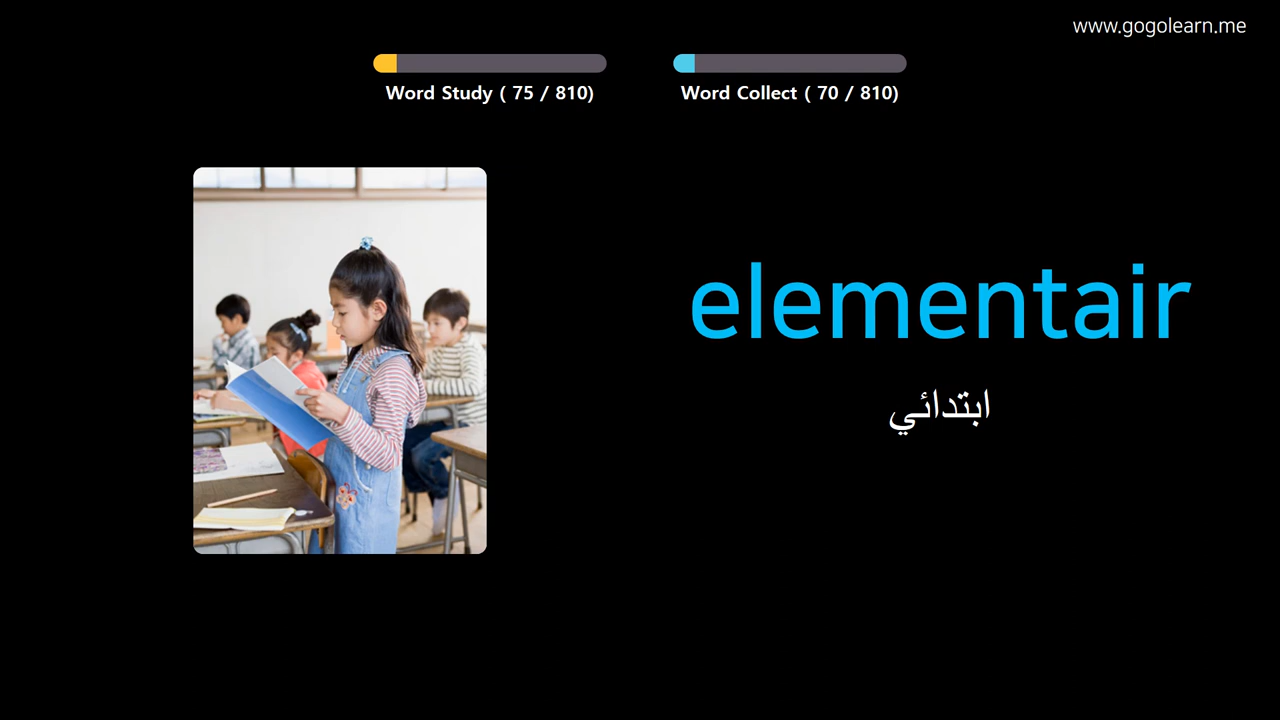 www.gogolearn.me
Word Study ( 75 / 810)
Word Collect ( 70 / 810)
elementair
ابتدائي